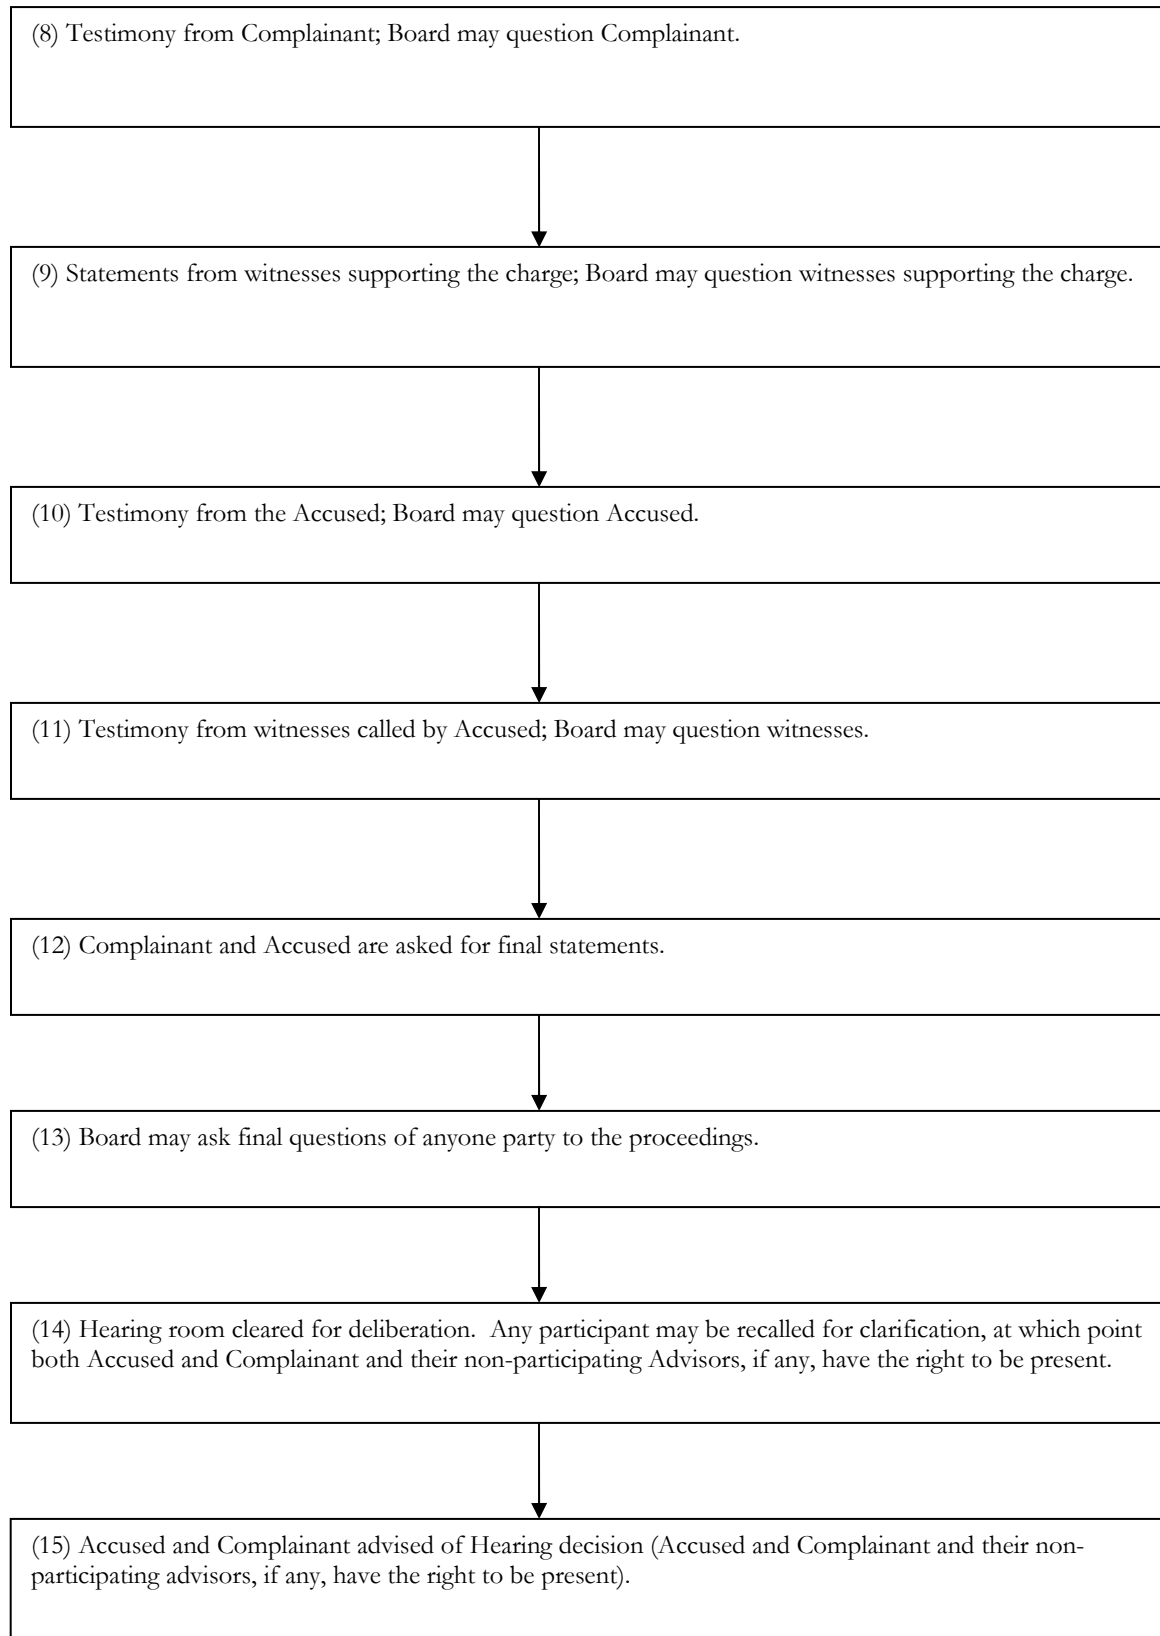 (8) Testimony from Complainant; Board may question Complainant.
(9) Statements from witnesses supporting the charge; Board may question witnesses supporting the charge.
(10) Testimony from the Accused; Board may question Accused.
(11) Testimony from witnesses called by Accused; Board may question witnesses.
(12) Complainant and Accused are asked for final statements.
(13) Board may ask final questions of anyone party to the proceedings.
(14) Hearing room cleared for deliberation.  Any participant may be recalled for clarification, at which point
both Accused and Complainant and their non-participating Advisors, if any, have the right to be present.
(15) Accused and Complainant advised of Hearing decision (Accused and Complainant and their non-
participating advisors, if any, have the right to be present).